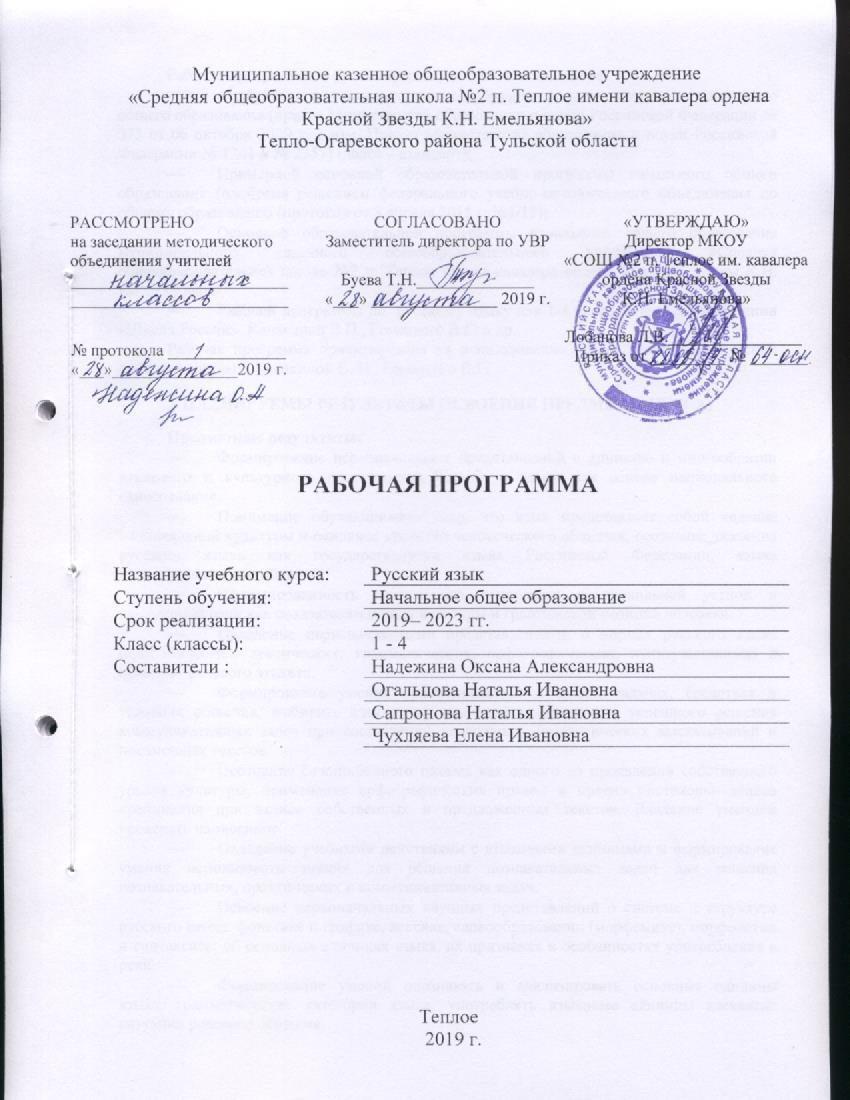 Муниципальное казенное общеобразовательное учреждение
«Средняя общеобразовательная школа №2 п. Теплое имени кавалера ордена
Красной Звезды К.Н. Емельянова»
Тепло-Огаревского района Тульской области
РАССМОТРЕНО
на заседании методического
объединения учителей
начальных
классов
№ протокола 1
«28» августа 2019 г.
Надежина О.А
СОГЛАСОВАНО
Заместитель директора по УВР
Буева Т.Н.
«28» августа 2019 г.
«УТВЕРЖДАЮ»
Директор МКОУ
«СОШ №2 п. Теплое им. кавалера
ордена Красной Звезды
К.Н. Емельянова»
Лобанова Л.В.
Приказ от № 64-осн.
РАБОЧАЯ ПРОГРАММА
Название учебного курса: Русский язык
Ступень обучения: Начальное общее образование
Срок реализации: 2019– 2023 гг.
Класс (классы): 1 - 4
Составители : Надежина Оксана Александровна
Огальцова Наталья Ивановна
Сапронова Наталья Ивановна
Чухляева Елена Ивановна
Теплое
2019 г.